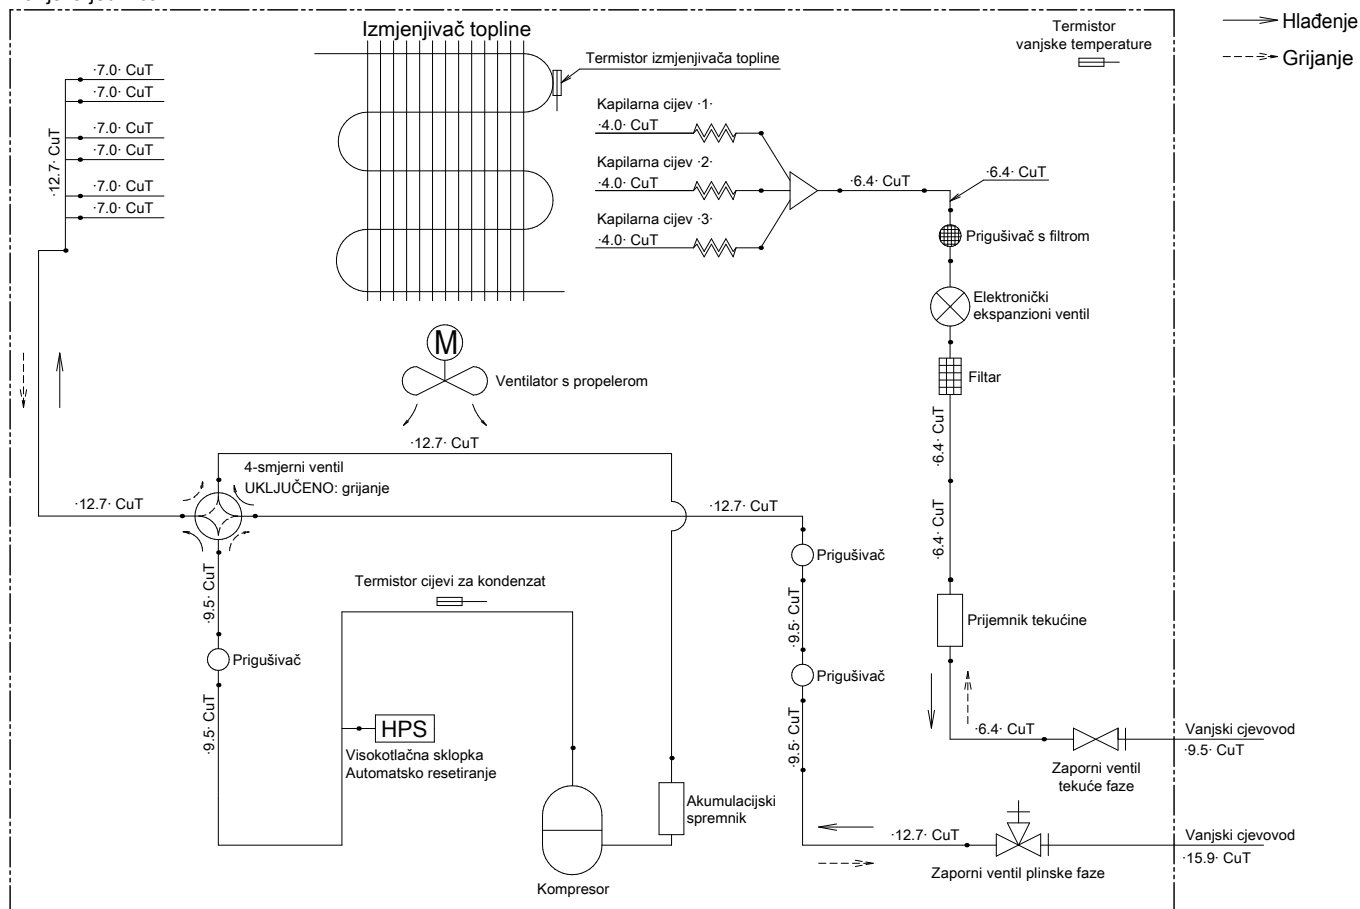 Izmjenjivač topline
Termistor
vanjske temperature
Hlađenje
Grijanje
Termistor izmjenjivača topline
·7.0· CuT
·7.0· CuT
·7.0· CuT
·7.0· CuT
·7.0· CuT
·7.0· CuT
·12.7· CuT
Kapilarna cijev ·1·
·4.0· CuT
Kapilarna cijev ·2·
·4.0· CuT
Kapilarna cijev ·3·
·4.0· CuT
·6.4· CuT
·6.4· CuT
Prigušivač s filtrom
Elektronički
ekspanzioni ventil
Filtar
M
Ventilator s propelerom
·12.7· CuT
·6.4· CuT
4-smjerni ventil
UKLJUČENO: grijanje
·12.7· CuT
·12.7· CuT
·6.4· CuT
Prigušivač
Termistor cijevi za kondenzat
·9.5· CuT
·9.5· CuT
Prijemnik tekućine
Prigušivač
Prigušivač
·9.5· CuT
·9.5· CuT
HPS
Visokotlačna sklopka
Automatsko resetiranje
·6.4· CuT
Vanjski cjevovod
·9.5· CuT
Zaporni ventil
tekuće faze
Akumulacijski
spremnik
·12.7· CuT
Vanjski cjevovod
·15.9· CuT
Zaporni ventil plinske faze
Kompresor